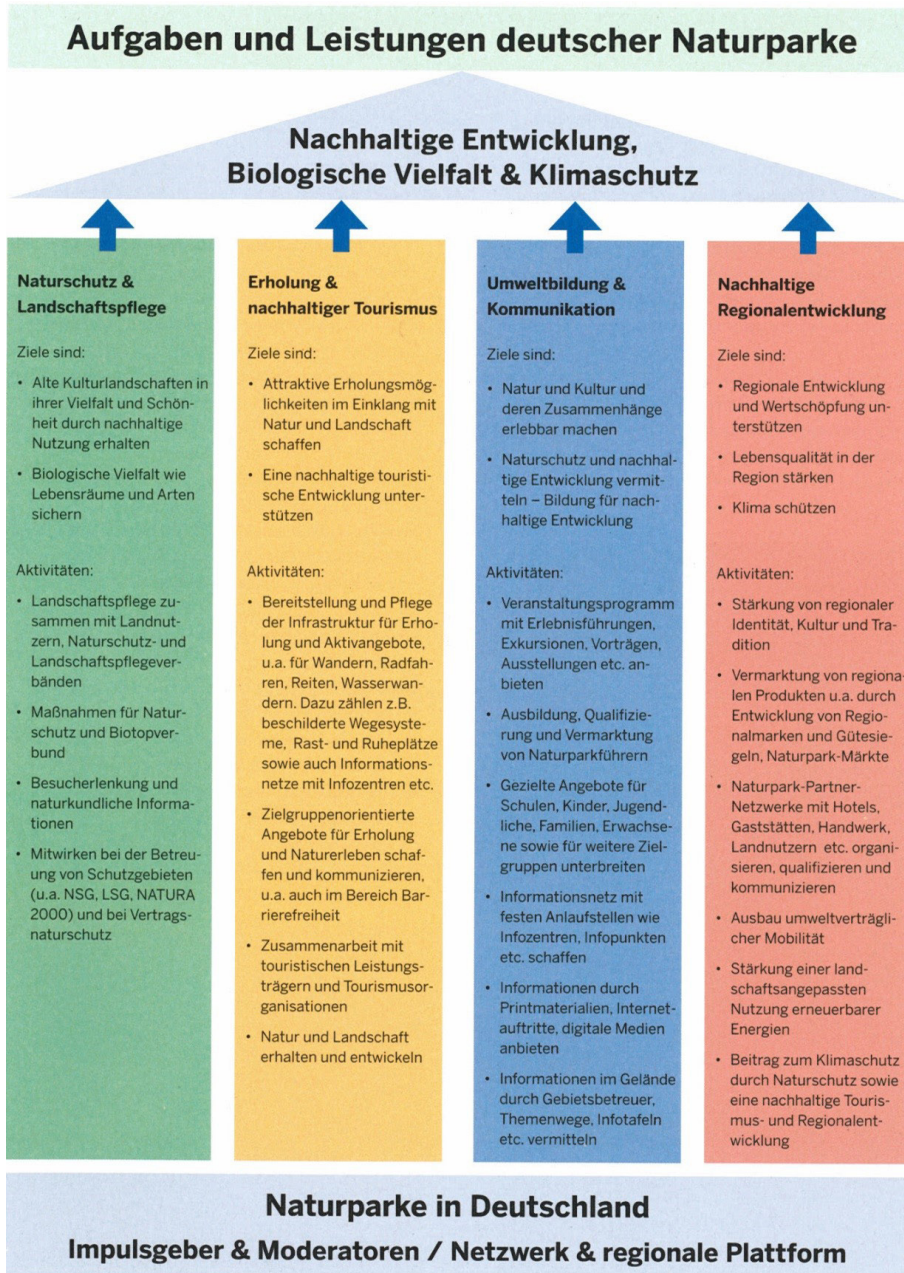 Aufgaben und Leistungen deutscher Naturparke
Nachhaltige Entwicklung,
Biologische Vielfalt & Klimaschutz
Naturschutz &
Landschaftspflege
Ziele sind:
• Alte Kulturlandschaften in
ihrer Vielfalt und Schön-
heit durch nachhaltige
Nutzung erhalten
• Biologische Vielfalt wie
Lebensräume und Arten
sichern
Aktivitäten:
• Landschaftspflege zu-
sammen mit Landnut-
zern, Naturschutz- und
Landschaftspflegever-
bänden
• Maßnahmen für Natur-
schutz und Biotopver-
bund
• Besucherlenkung und
naturkundliche Informa-
tionen
• Mitwirken bei der Betreu-
ung von Schutzgebieten
(u.a. NSG, LSG, NATURA
2000) und bei Vertrags-
naturschutz
Erholung &
nachhaltiger Tourismus
Ziele sind:
• Attraktive Erholungsmög-
lichkeiten im Einklang mit
Natur und Landschaft
schaffen
• Eine nachhaltige touristi-
sche Entwicklung unter-
stützen
Aktivitäten:
• Bereitstellung und Pflege
der Infrastruktur für Erho-
lung und Aktivangebote,
u.a. für Wandern, Radfah-
ren, Reiten, Wasserwan-
dern. Dazu zählen z.B.
beschilderte Wegesyste-
me, Rast- und Ruheplätze
sowie auch Informations-
netze mit Infozentren etc.
• Zielgruppenorientierte
Angebote für Erholung
und Naturerleben schaf-
fen und kommunizieren,
u.a. auch im Bereich Bar-
rierefreiheit
• Zusammenarbeit mit
touristischen Leistungs-
trägern und Tourismusor-
ganisationen
• Natur und Landschaft
erhalten und entwickeln
Umweltbildung &
Kommunikation
Ziele sind:
• Natur und Kultur und
deren Zusammenhänge
erlebbar machen
• Naturschutz und nachhal-
tige Entwicklung vermit-
teln – Bildung für nach-
haltige Entwicklung
Aktivitäten:
• Veranstaltungsprogramm
mit Erlebnisführungen,
Exkursionen, Vorträgen,
Ausstellungen etc. an-
bieten
• Ausbildung, Qualifizie-
rung und Vermarktung
von Naturparkführern
• Gezielte Angebote für
Schulen, Kinder, Jugend-
liche, Familien, Erwachse-
ne sowie für weitere Ziel-
gruppen unterbreiten
• Informationsnetz mit
festen Anlaufstellen wie
Infozentren, Infopunkten
etc. schaffen
• Informationen durch
Printmaterialien, Internet-
auftritte, digitale Medien
anbieten
• Informationen im Gelände
durch Gebietsbetreuer,
Themenwege, Infotafeln
etc. vermitteln
Nachhaltige
Regionalentwicklung
Ziele sind:
• Regionale Entwicklung
und Wertschöpfung un-
terstützen
• Lebensqualität in der
Region stärken
• Klima schützen
Aktivitäten:
• Stärkung von regionaler
Identität, Kultur und Tra-
dition
• Vermarktung von regiona-
len Produkten u.a. durch
Entwicklung von Regio-
nalmarken und Gütesie-
geln, Naturpark-Märkte
• Naturpark-Partner-
Netzwerke mit Hotels,
Gaststätten, Handwerk,
Landnutzern etc. organi-
sieren, qualifizieren und
kommunizieren
• Ausbau umweltverträgli-
cher Mobilität
• Stärkung einer land-
schaftsangepassten
Nutzung erneuerbarer
Energien
• Beitrag zum Klimaschutz
durch Naturschutz sowie
eine nachhaltige Touris-
mus- und Regionalent-
wicklung
Naturparke in Deutschland
Impulsgeber & Moderatoren / Netzwerk & regionale Plattform